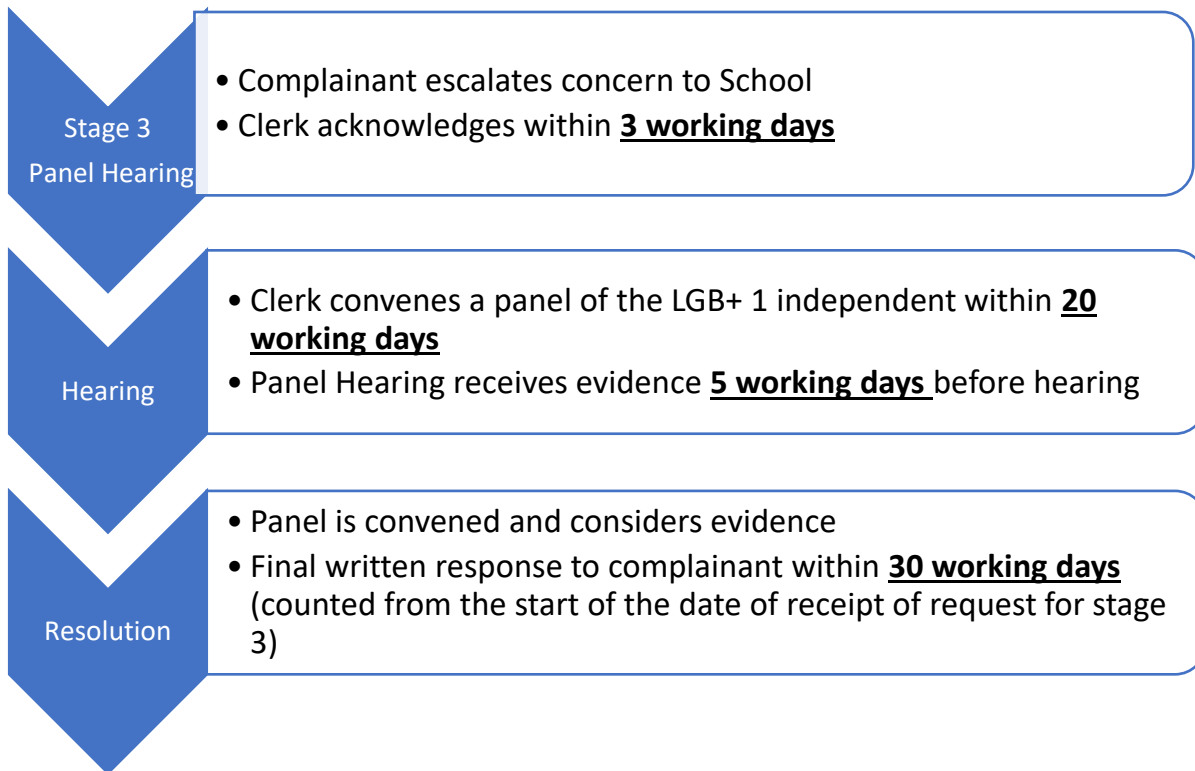 Stage 3
Panel Hearing
• Complainant escalates concern to School
• Clerk acknowledges within 3 working days
Hearing
• Clerk convenes a panel of the LGB+ 1 independent within 20
working days
• Panel Hearing receives evidence 5 working days before hearing
Resolution
• Panel is convened and considers evidence
• Final written response to complainant within 30 working days
(counted from the start of the date of receipt of request for stage
3)